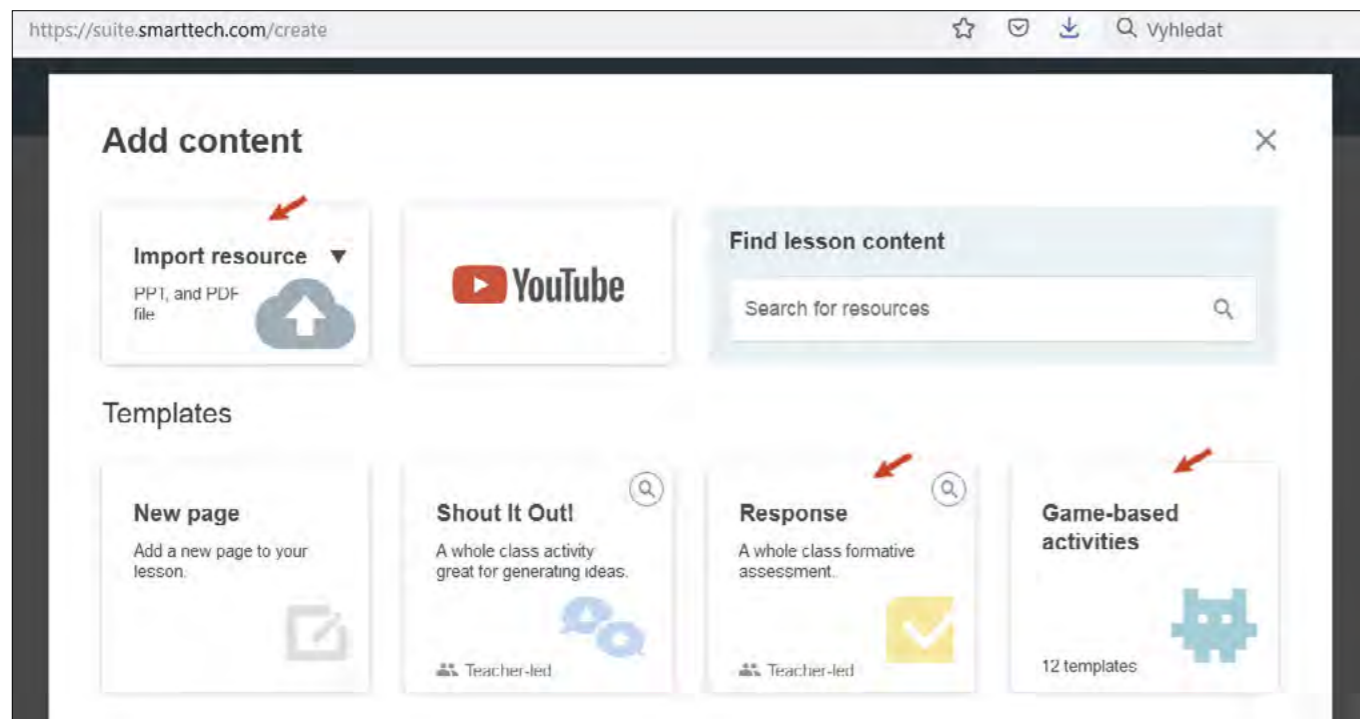 https://suite.smarttech.com/create
Vyhledat
Add content
Import resource
PPT, and PDF
file
YouTube
Find lesson content
Search for resources
Templates
New page
Add a new page to your
lesson.
Shout It Out!
A whole class activity
great for generating ideas.
Teacher-led
Response
A whole class formative
assessment.
Teacher-led
Game-based
activities
12 templates